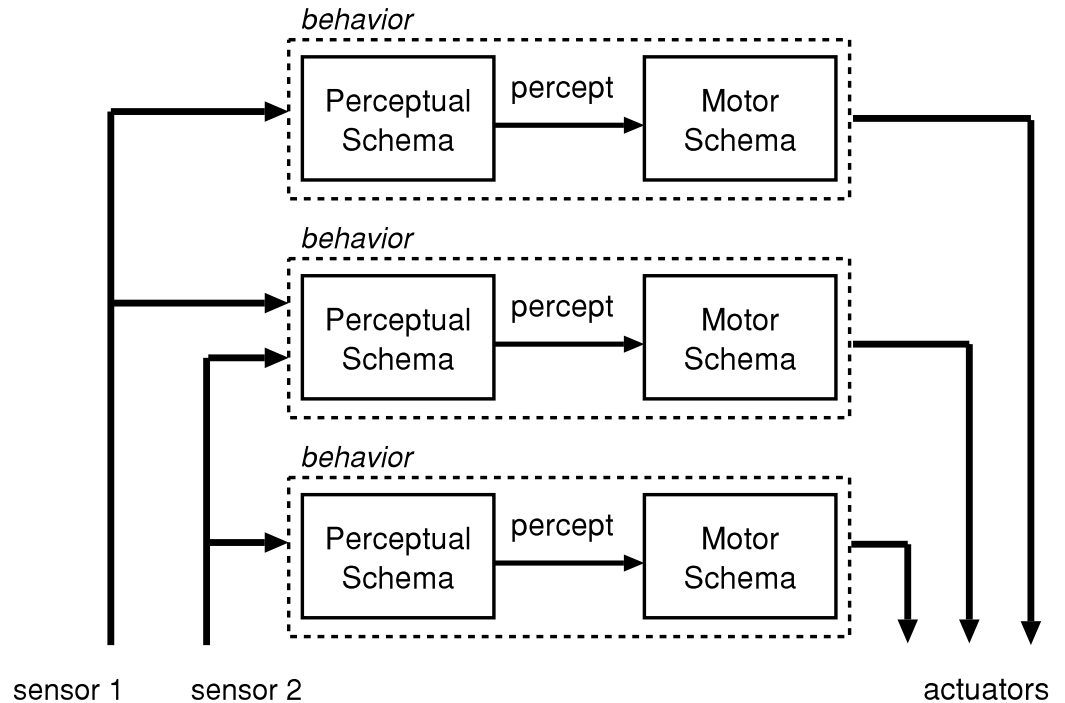 behavior
Perceptual
Schema
percept
Motor
Schema
behavior
Perceptual
Schema
percept
Motor
Schema
behavior
Perceptual
Schema
percept
Motor
Schema
sensor 1
sensor 2
actuators